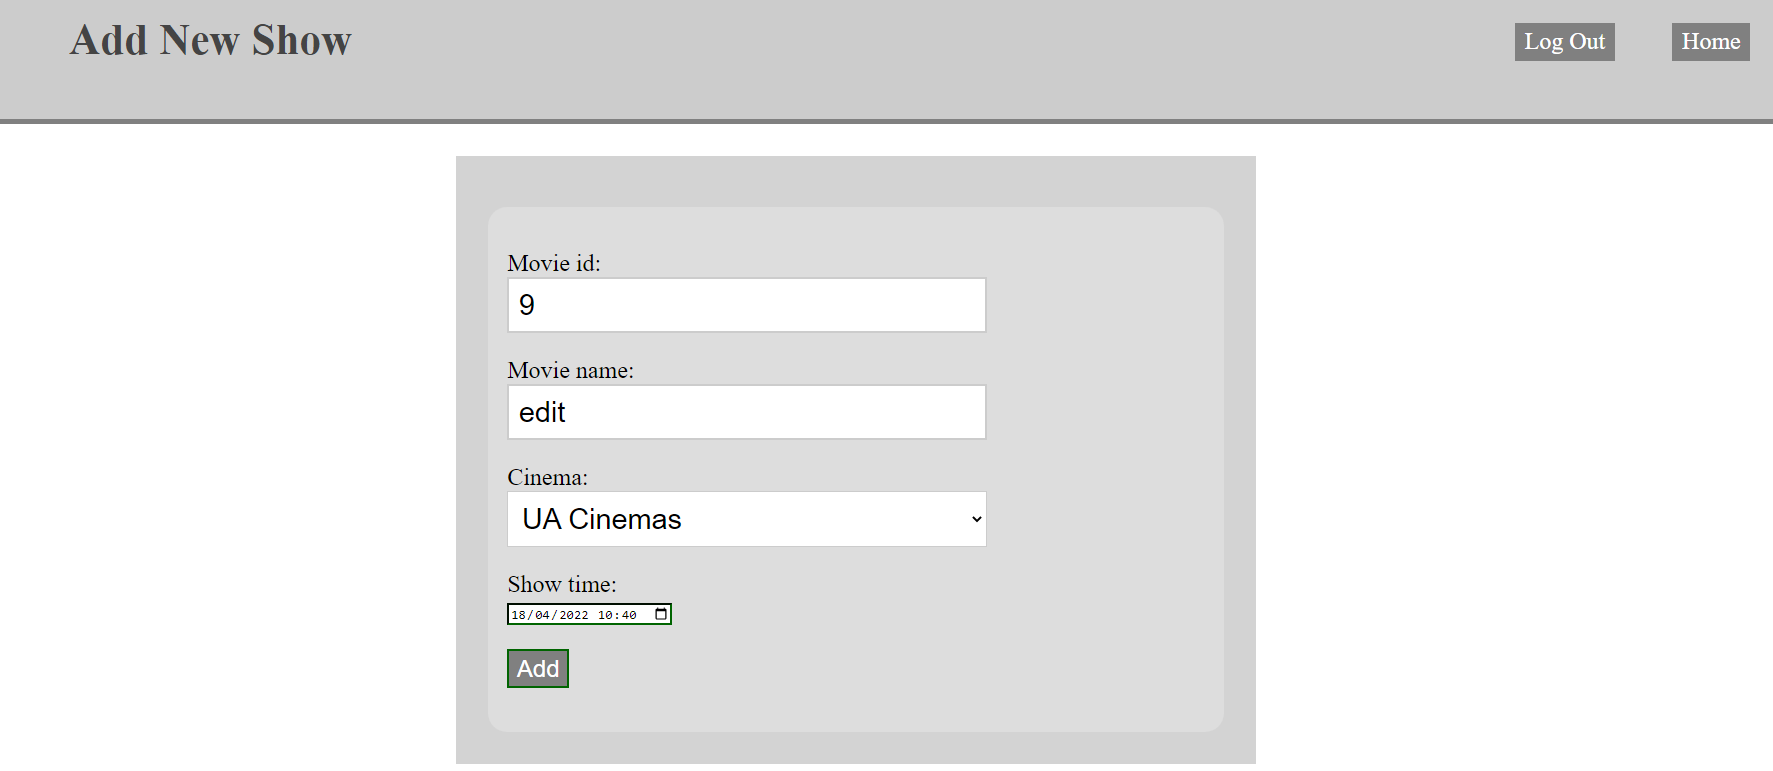 Add New Show
Log Out
Home
Movie id:
9
Movie name:
edit
Cinema:
UA Cinemas
Show time:
18/04/2022 10:40
Add